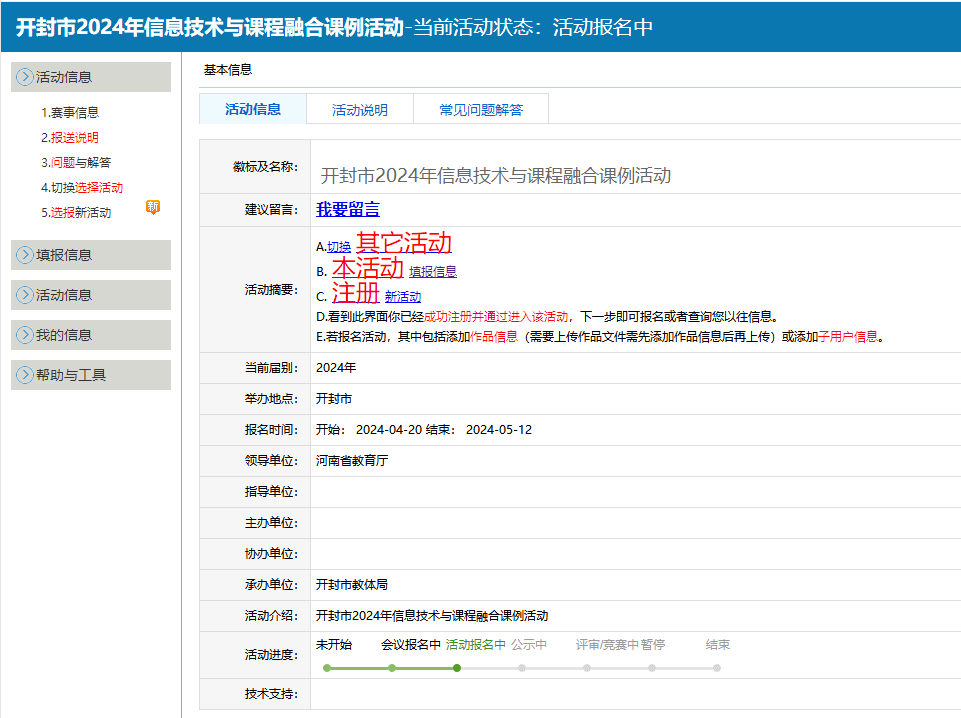 开封市2024年信息技术与课程融合课例活动-当前活动状态：活动报名中
活动信息
1.赛事信息
2.报送说明
3.问题与解答
4.切换选择活动
5.选报新活动
新
填报信息
活动信息
我的信息
帮助与工具
基本信息
活动信息 活动说明 常见问题解答
徽标及名称： 开封市2024年信息技术与课程融合课例活动
建议留言： 我要留言
活动摘要：
A.切换 其它活动
B. 本活动 填报信息
C. 注册 新活动
D.看到此界面你已经成功注册并通过进入该活动，下一步即可报名或者查询您以往信息。
E.若报名活动，其中包括添加作品信息（需要上传作品文件需先添加作品信息后再上传）或添加子用户信息。
当前届别： 2024年
举办地点： 开封市
报名时间： 开始： 2024-04-20 结束： 2024-05-12
领导单位： 河南省教育厅
指导单位：
主办单位：
协办单位：
承办单位： 开封市教体局
活动介绍： 开封市2024年信息技术与课程融合课例活动
活动进度： 未开始 会议报名中 活动报名中 公示中 评审/竞赛中 暂停 结束
技术支持：